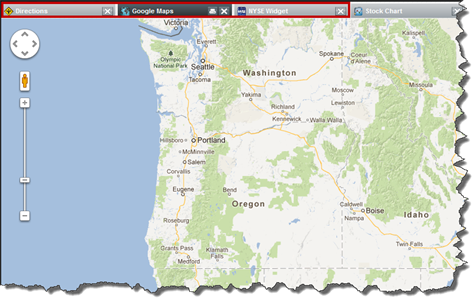 Directions Google Maps NYSE Widget Stock Chart
Victoria
Kalispell
Olympic
National Park
Seattle
Spokane
Coeur
d'Alene
Tacoma
Washington
Missoula
Yakima
Moscow
Richland
Lewiston
Kennewick
Walla Walla
Hillsboro
Portland
McMinnville
Salem
Corvallis
Eugene
Bend
Oregon
Caldwell
Boise
Nampa
Idaho
Roseburg
Grants Pass
Klamath
Falls
Medford
Twin Falls